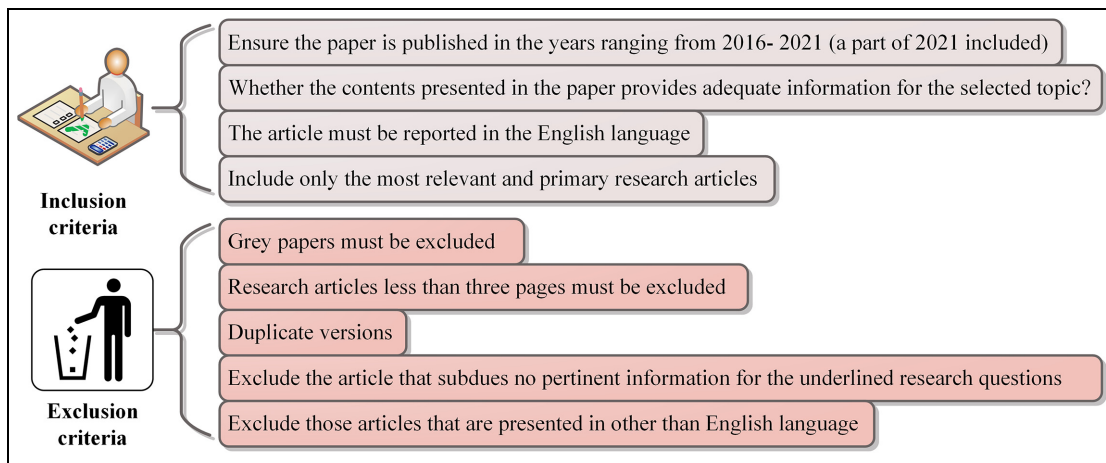 Ensure the paper is published in the years ranging from 2016- 2021 (a part of 2021 included)
Whether the contents presented in the paper provides adequate information for the selected topic?
The article must be reported in the English language
Include only the most relevant and primary research articles
Inclusion
criteria
Grey papers must be excluded
Research articles less than three pages must be excluded
Duplicate versions
Exclude the article that subdues no pertinent information for the underlined research questions
Exclude those articles that are presented in other than English language
Exclusion
criteria